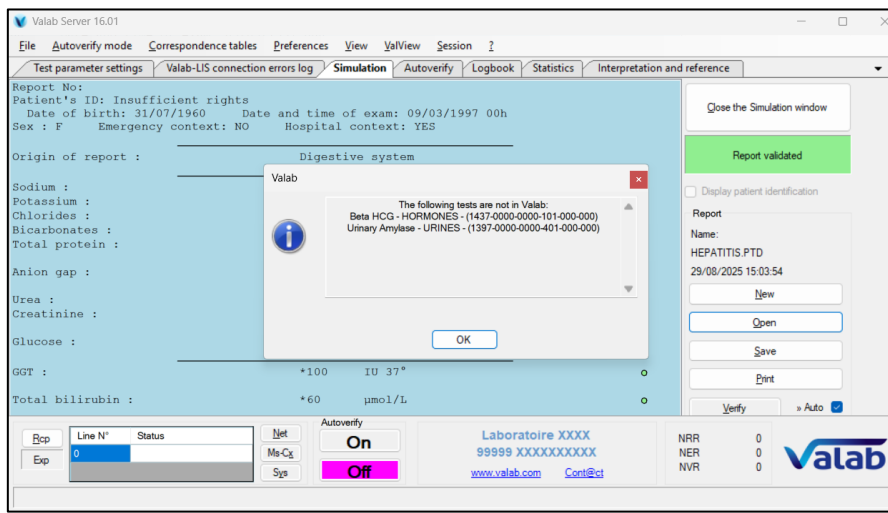 Valab Server 16.01
File Autoverify mode Correspondence tables Preferences View ValView Session ?
Test parameter settings Valab-LIS connection errors log Simulation Autoverify Logbook Statistics Interpretation and reference
Report No:
Patient's ID: Insufficient rights
Date of birth: 31/07/1960 Date and time of exam: 09/03/1997 00h
Sex : F Emergency context: NO Hospital context: YES
Origin of report : Digestive system
Sodium :
Potassium :
Chlorides :
Bicarbonates :
Total protein :
Anion gap :
Urea :
Creatinine :
Glucose :
GGT : *100 IU 37° o
Total bilirubin : *60 µmol/L o
Valab
The following tests are not in Valab:
Beta HCG - HORMONES - (1437-0000-0000-101-000-000)
Urinary Amylase - URINES - (1397-0000-0000-401-000-000)
OK
Close the Simulation window
Report validated
Display patient identification
Report
Name:
HEPATITIS.PTD
29/08/2025 15:03:54
New
Open
Save
Print
Verify » Auto
Rcp
Exp
Line N° Status
0
Net
Ms-Cx
Sys
Autoverify
On
Off
Laboratoire XXXX
99999 XXXXXXXXXX
www.valab.com Cont@ct
NRR 0
NER 0
NVR 0
Valab